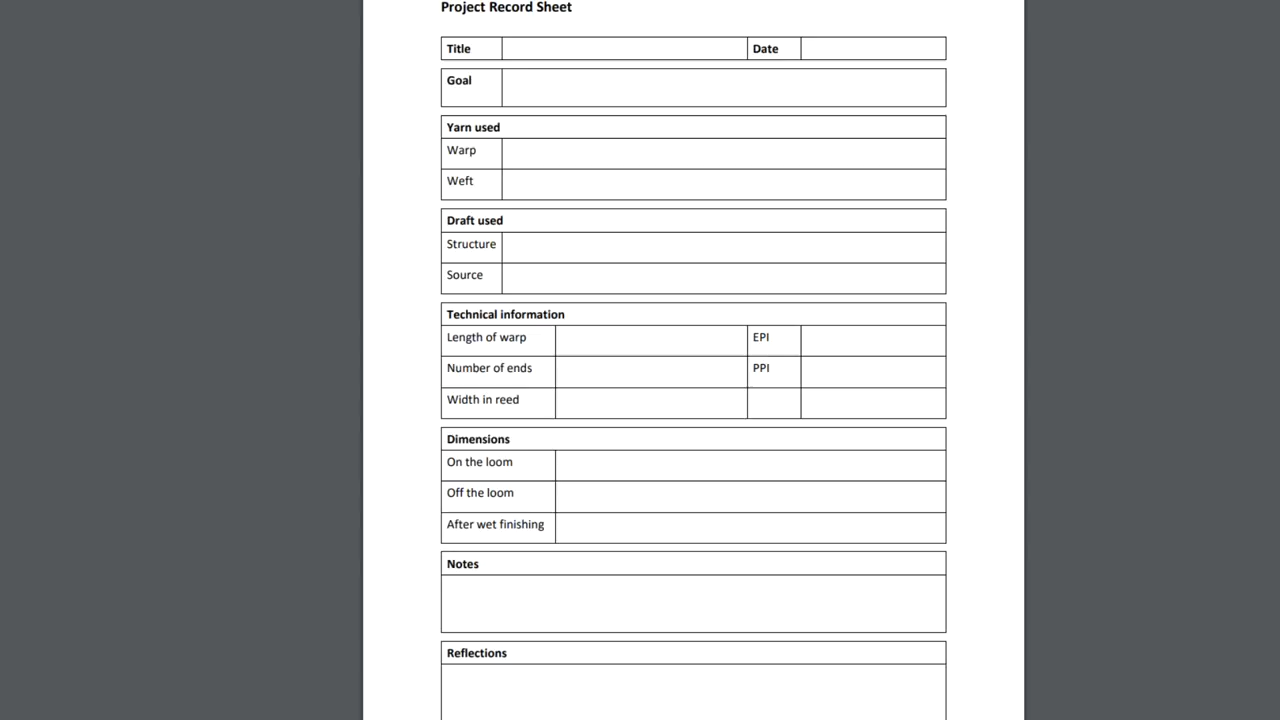 Project Record Sheet
Title Date
Goal
Yarn used
Warp
Weft
Draft used
Structure
Source
Technical information
Length of warp EPI
Number of ends PPI
Width in reed
Dimensions
On the loom
Off the loom
After wet finishing
Notes
Reflections